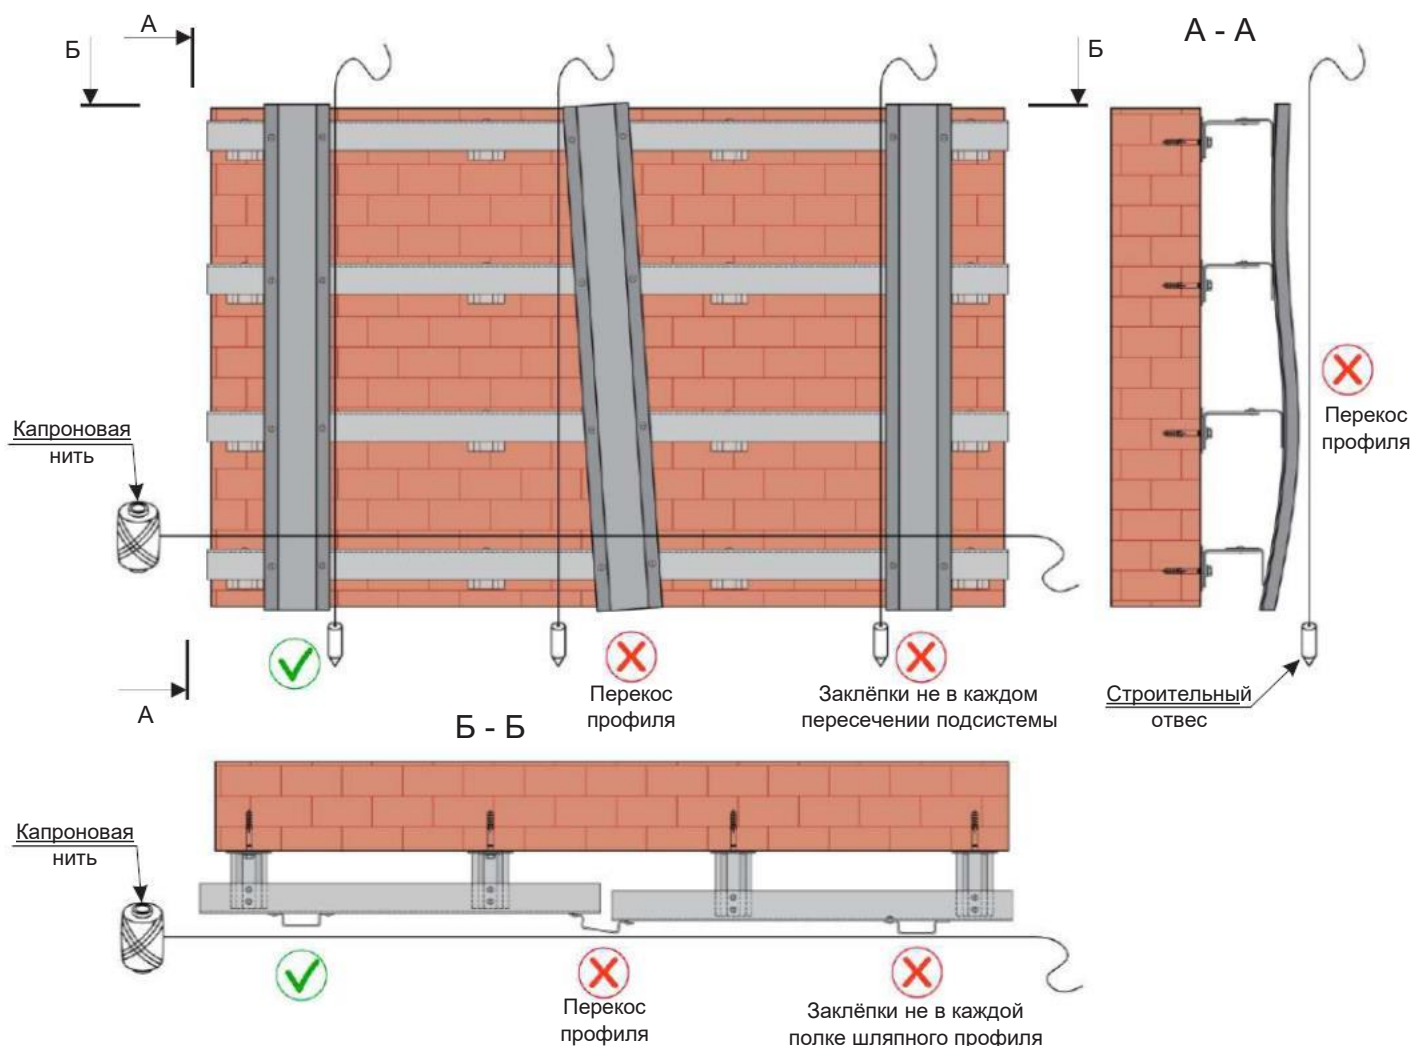 А
Б
Б
А - А
Капроновая
нить
Перекос
профиля
А
Перекос
профиля
Заклёпки не в каждом
пересечении подсистемы
Строительный
отвес
Б - Б
Капроновая
нить
Перекос
профиля
Заклёпки не в каждой
полке шляпного профиля